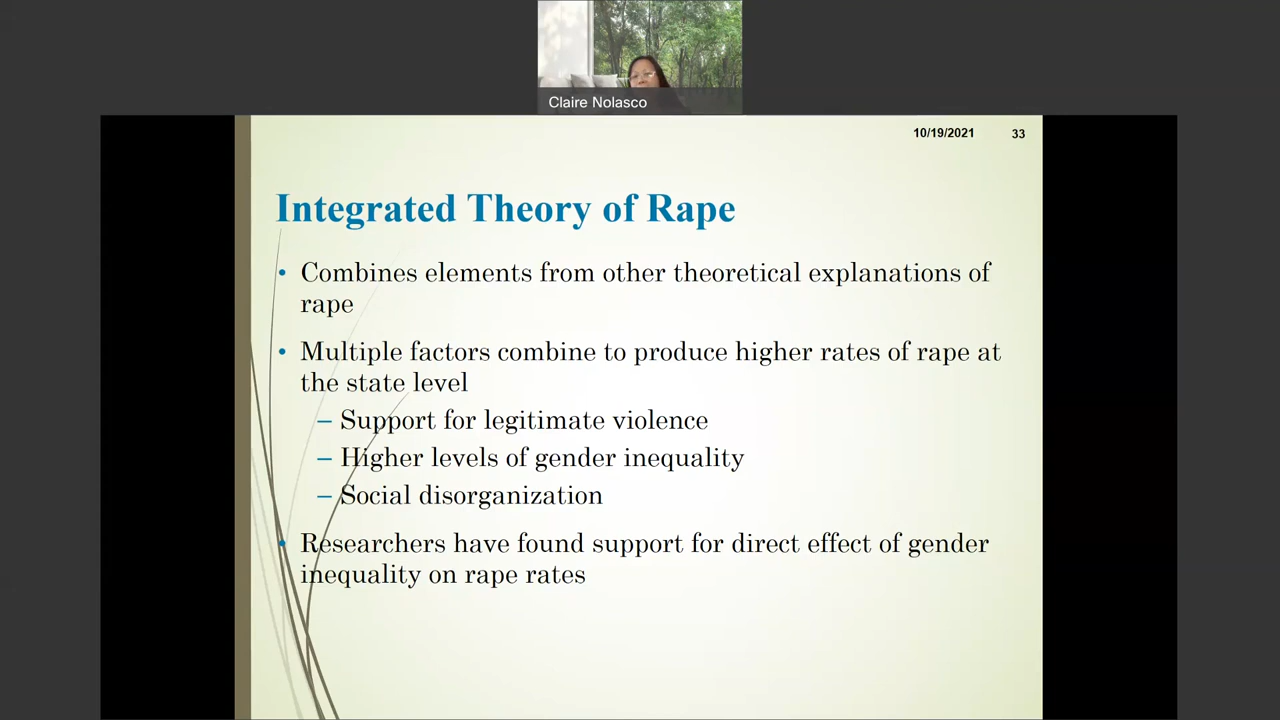 Claire Nolasco
10/19/2021 33
Integrated Theory of Rape
• Combines elements from other theoretical explanations of
rape
• Multiple factors combine to produce higher rates of rape at
the state level
– Support for legitimate violence
– Higher levels of gender inequality
– Social disorganization
• Researchers have found support for direct effect of gender
inequality on rape rates